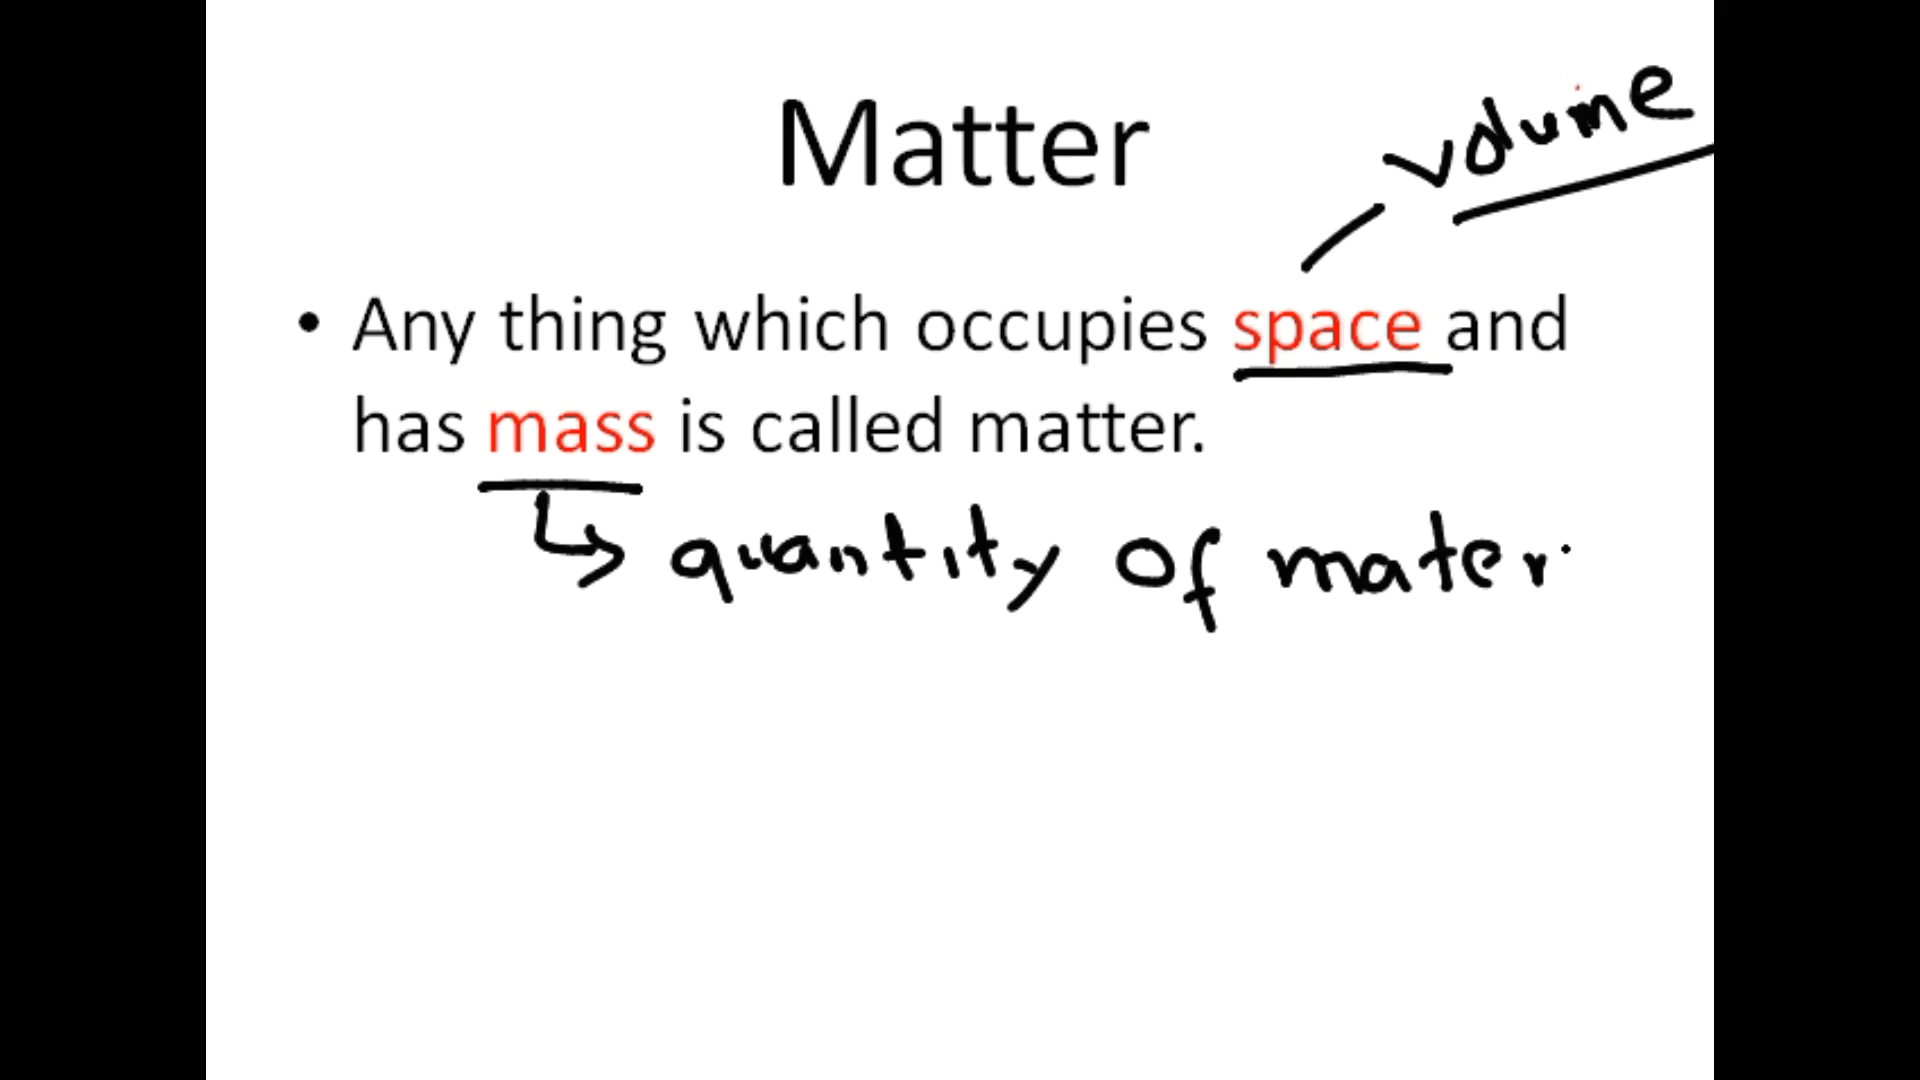 Matter
volume
• Any thing which occupies space and
has mass is called matter.
quantity of mater